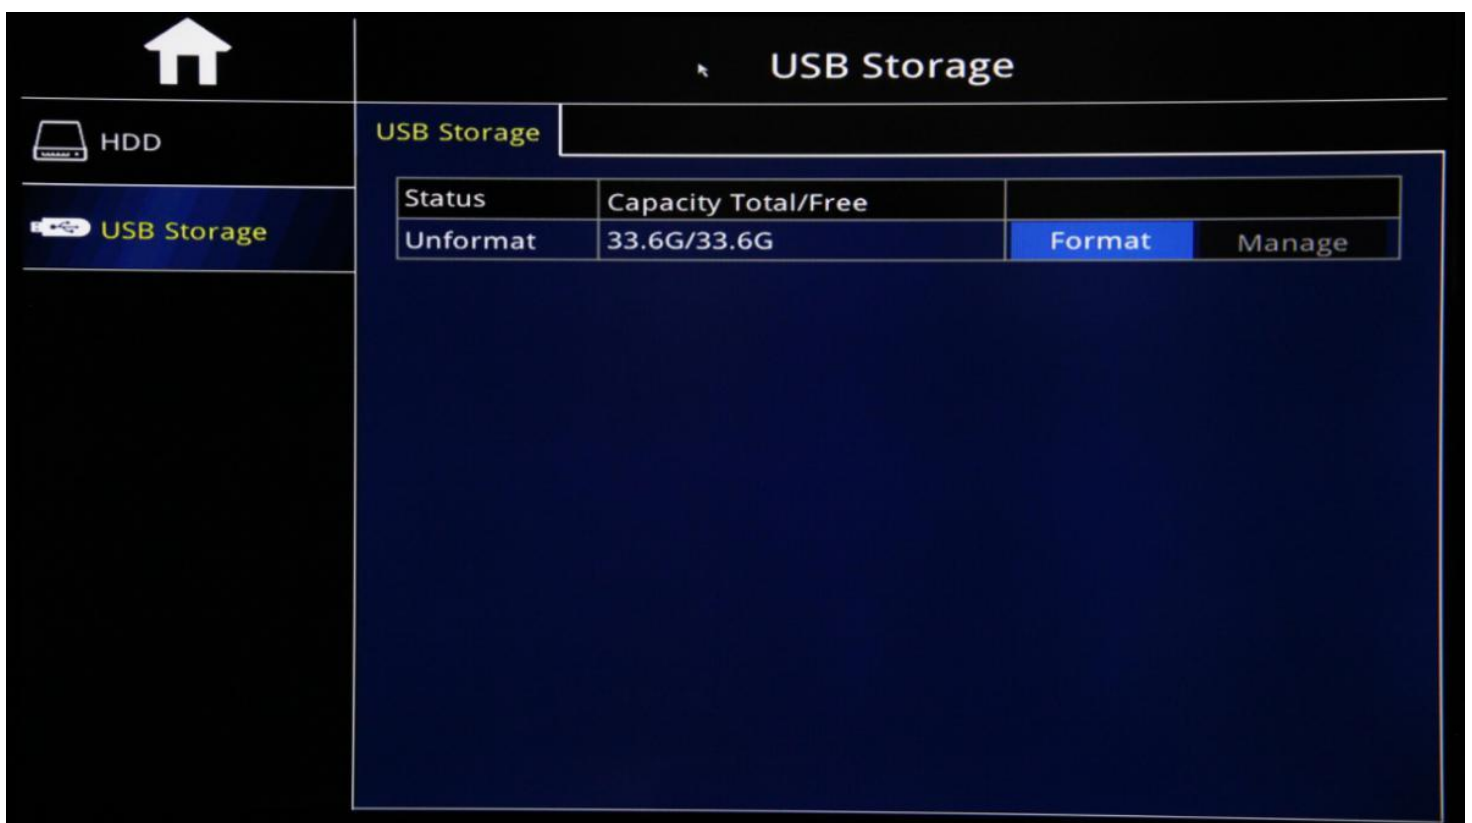 USB Storage
HDD
USB Storage
USB Storage
Status Capacity Total/Free
Unformat 33.6G/33.6G Format Manage